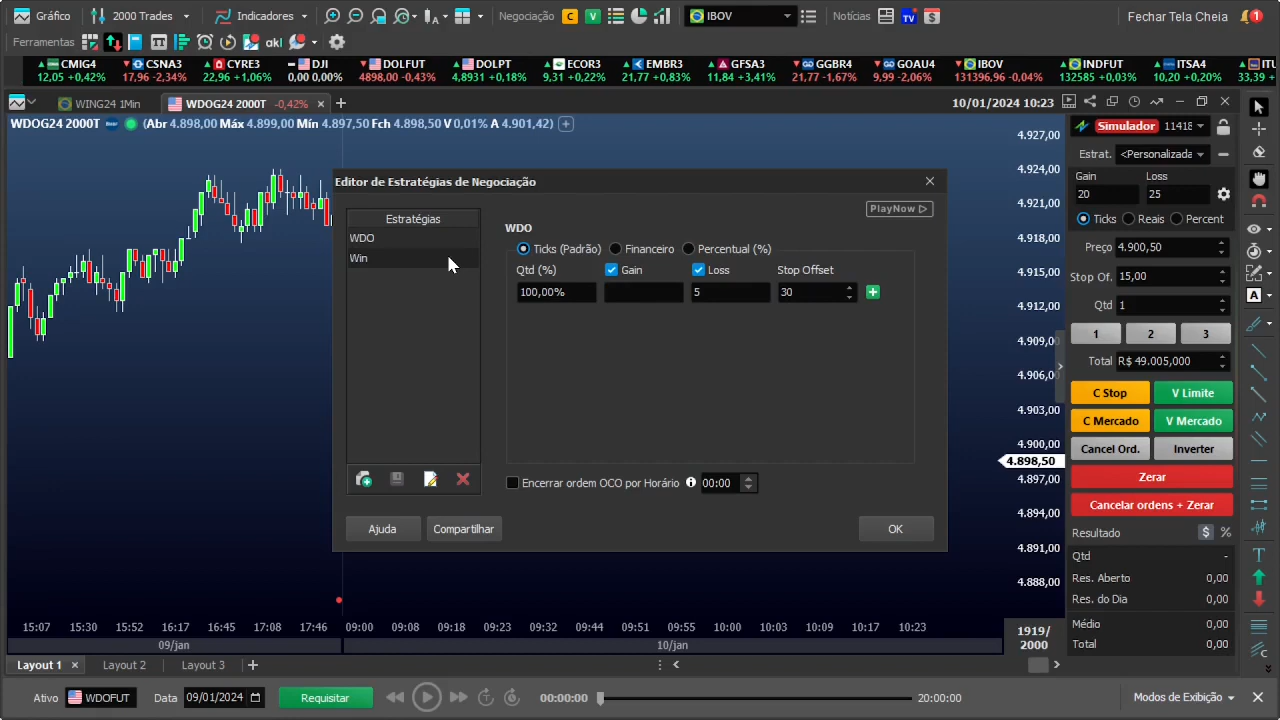 Gráfico 2000 Trades Indicadores Negociação C V IBOV Notícias TV $ Fechar Tela Cheia 1
Ferramentas akl
CMIG4 CSNA3 CYRE3 DJI DOLFUT DOLPT ECOR3 EMBR3 GFSA3 GGBR4 GOAU4 IBOV INDFUT ITSA4 ITU
12,05 +0,42% 17,96 -2,34% 22,96 +1,06% 0,00 0,00% 4898,00 -0,43% 4,8931 +0,18% 9,31 +0,22% 21,77 +0,83% 11,84 +3,41% 21,77 -1,67% 9,99 -2,06% 131396,96 -0,04% 132585 +0,03% 10,20 +0,20% 33,39
WING24 1Min WDOG24 2000T -0,42% × + 10/01/2024 10:23
WDOG24 2000T (Abr 4.898,00 Máx 4.899,00 Mín 4.897,50 Fch 4.898,50 V 0,01% A 4.901,42)
4.927,00
4.924,00
4.921,00
4.918,00
4.915,00
4.912,00
4.909,00
4.906,00
4.903,00
4.900,00
4.898,50
4.897,00
4.894,00
4.891,00
4.888,00
Editor de Estratégias de Negociação
PlayNow
Estratégias
WDO
Win
WDO
Ticks (Padrão) Financeiro Percentual (%)
Qtd (%) Gain Loss Stop Offset
100,00% 5 30
Encerrar ordem OCO por Horário 00:00
Ajuda Compartilhar OK
Simulador 11418
Estrat. <Personalizada
Gain Loss
20 25
Ticks Reais Percent
Preço 4.900,50
Stop Of. 15,00
Qtd 1
1 2 3
Total R$ 49.005,000
C Stop V Limite
C Mercado V Mercado
Cancel Ord. Inverter
Zerar
Cancelar ordens + Zerar
Resultado $ %
Qtd -
Res. Aberto 0,00
Res. do Dia 0,00
Médio 0,00
Total 0,00
A
T
C
15:07 15:30 15:52 16:17 16:45 17:08 17:46 09:00 09:08 09:18 09:23 09:32 09:44 09:51 09:55 10:00 10:03 10:09 10:17 10:23
09/jan 10/jan
1919/
2000
Layout 1 × Layout 2 Layout 3 +
Ativo WDOFUT Data 09/01/2024 Requisitar 00:00:00 20:00:00 Modos de Exibição